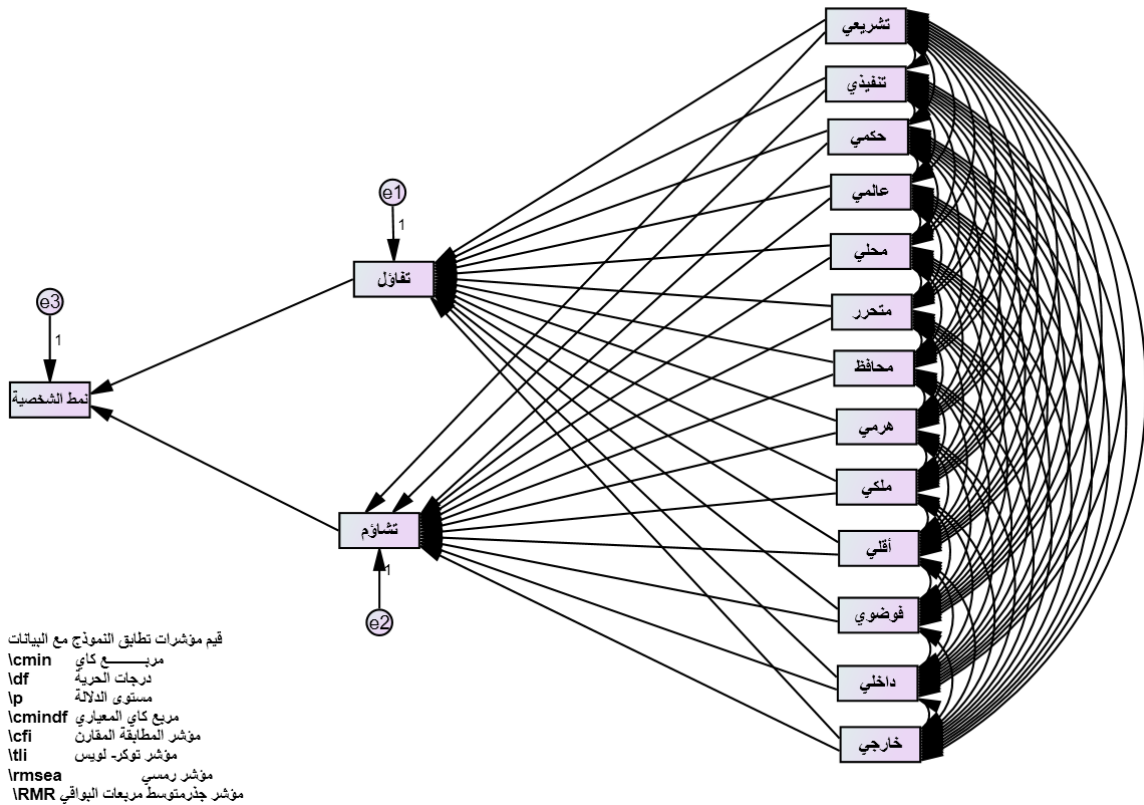 تشريعي
تنفيذي
حكمي
عالمي
محلي
متحرر
محافظ
هرمي
ملكي
أقلي
فوضوي
داخلي
خارجي
e1
1
تفاؤل
e3
1
نمط الشخصية
تشاؤم
1
e2
قيم مؤشرات تطابق النموذج مع البيانات
مربـــــــع كاي \cmin
درجات الحرية \df
مستوى الدلالة \p
مربع كاي المعياري \cmindf
مؤشر المطابقة المقارن \cfi
مؤشر توكر- لويس \tli
مؤشر رمسي \rmsea
مؤشر جذرمتوسط مربعات البواقي \RMR